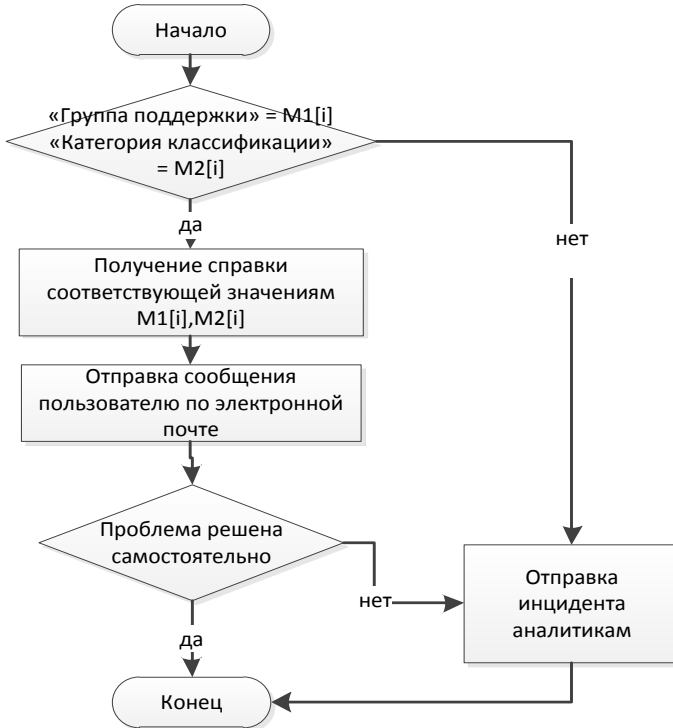 Начало
«Группа поддержки» = M1[i]
«Категория классификации»
= M2[i]
да
нет
Получение справки
соответствующей значениям
M1[i],M2[i]
Отправка сообщения
пользователю по электронной
почте
Проблема решена
самостоятельно
нет
Отправка
инцидента
аналитикам
да
Конец